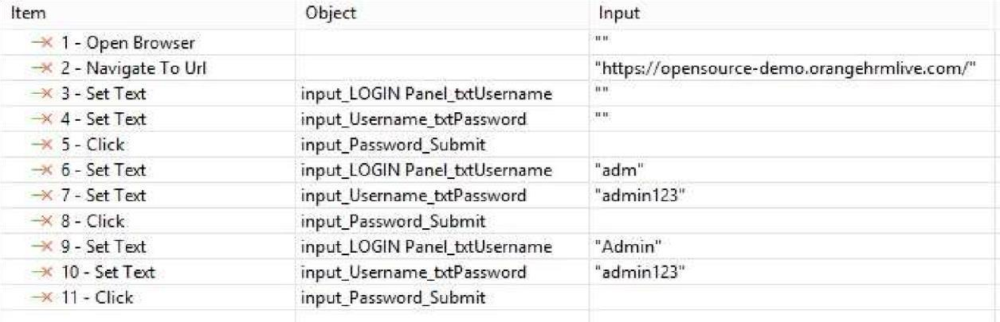 Item Object Input
1 - Open Browser ""
2 - Navigate To Url "https://opensource-demo.orangehrmlive.com/"
3 - Set Text input_LOGIN Panel_txtUsername ""
4 - Set Text input_Username_txtPassword ""
5 - Click input_Password_Submit
6 - Set Text input_LOGIN Panel_txtUsername "adm"
7 - Set Text input_Username_txtPassword "admin123"
8 - Click input_Password_Submit
9 - Set Text input_LOGIN Panel_txtUsername "Admin"
10 - Set Text input_Username_txtPassword "admin123"
11 - Click input_Password_Submit